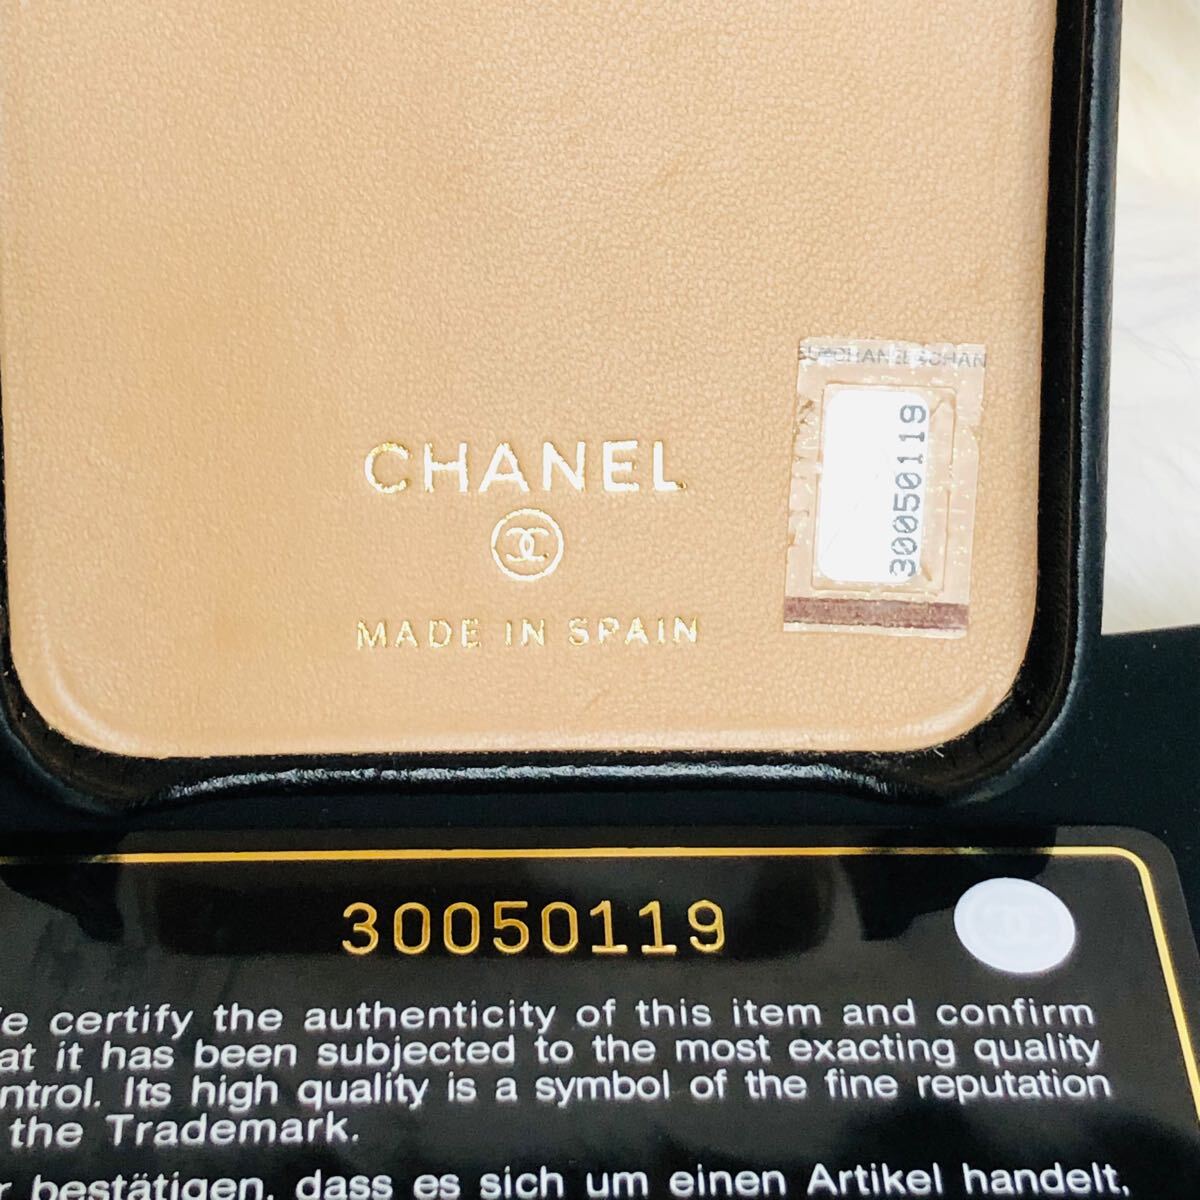 CHANEL
MADE IN SPAIN
CHANEL
CHAN
30050119
30050119
certify the authenticity of this item and confirm
it has been subjected to the most exacting quality
Its high quality is a symbol of the fine reputation
the Trademark.
bestätigen, dass es sich um einen Artikel handelt,